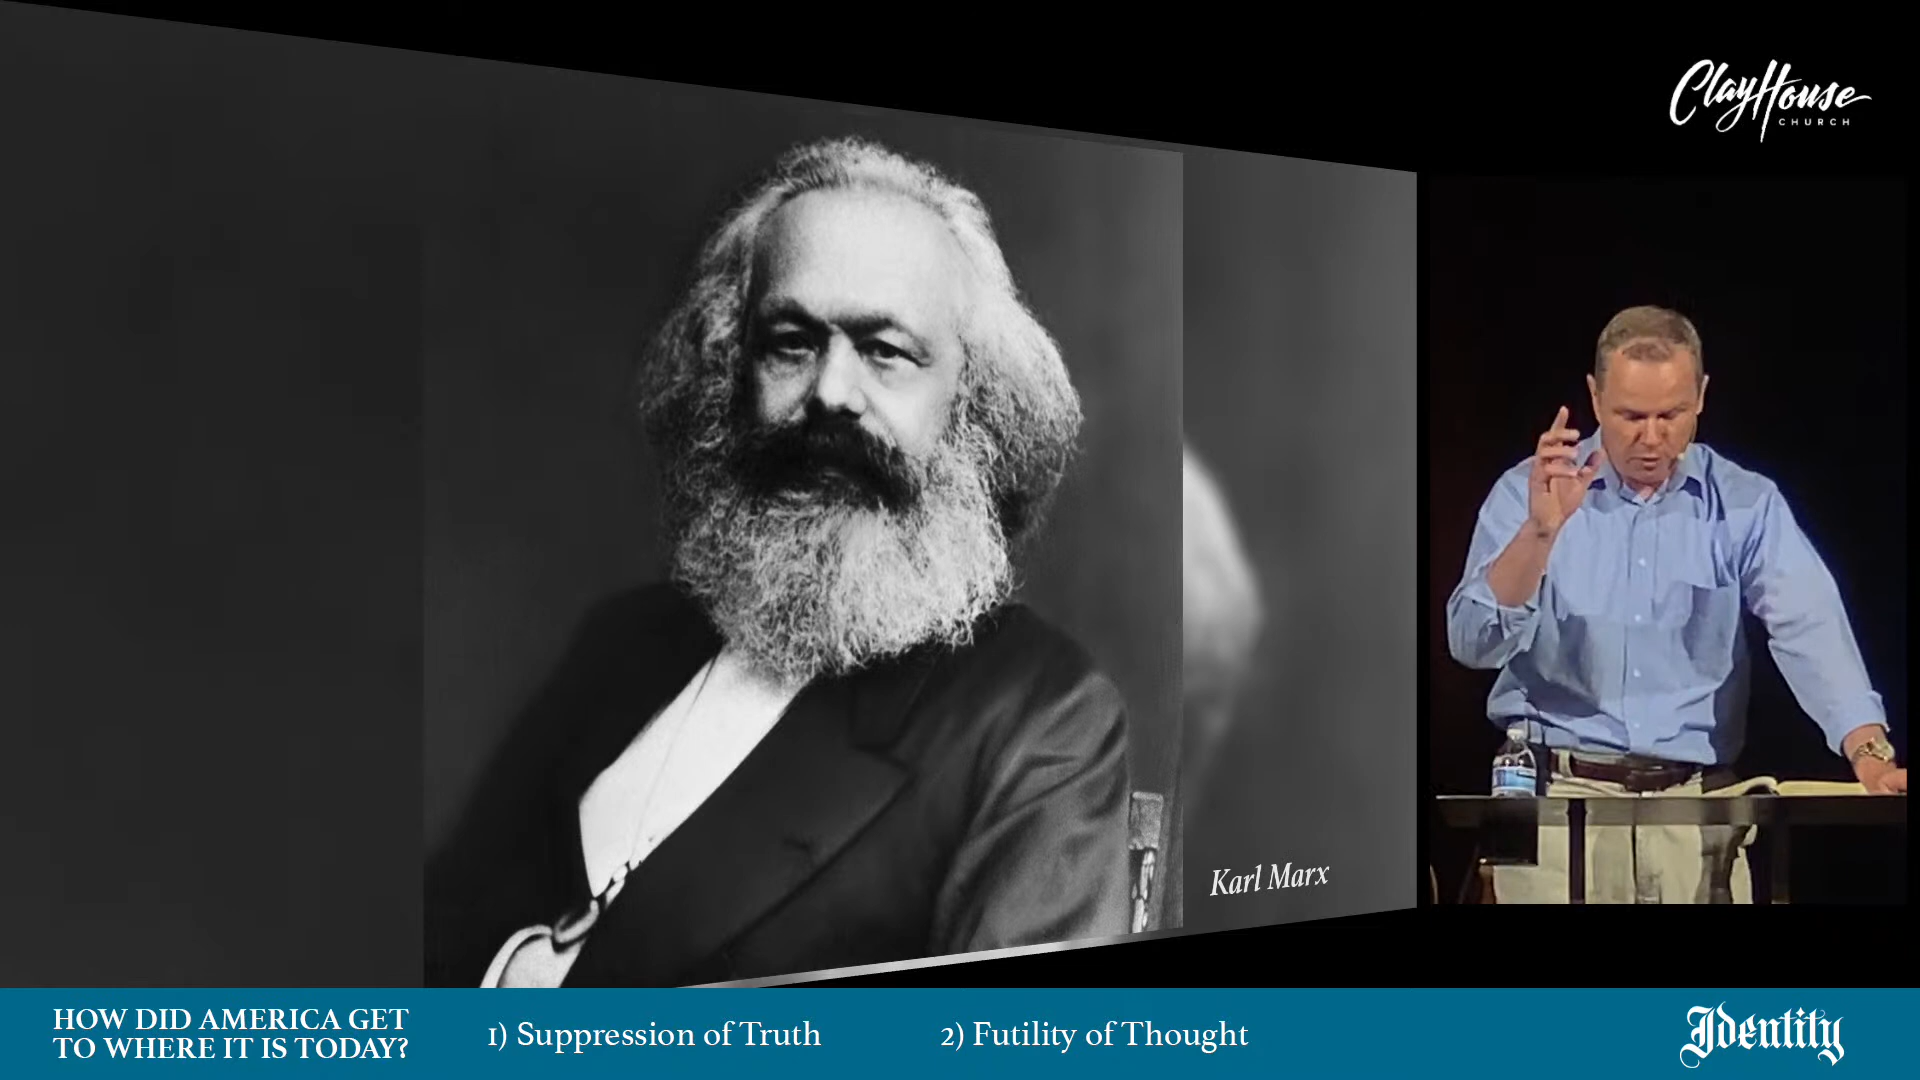 ClayHouse
CHURCH
Karl Marx
HOW DID AMERICA GET
TO WHERE IT IS TODAY?
1) Suppression of Truth
2) Futility of Thought
Identity